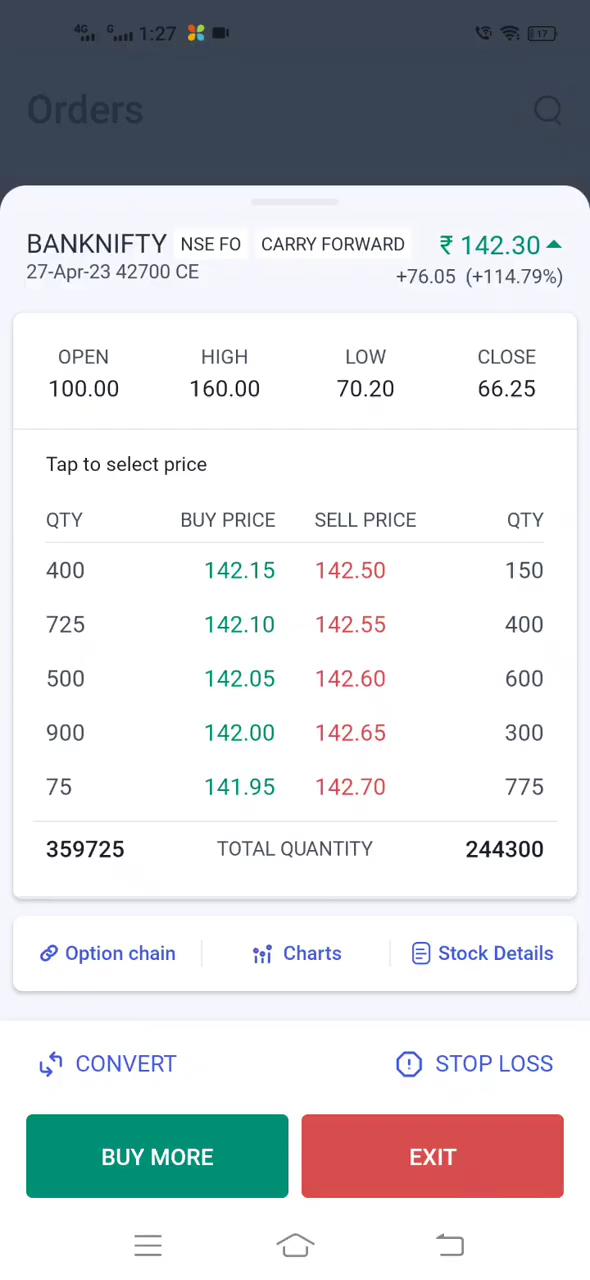 4G G 1:27 17
Orders
BANKNIFTY NSE FO CARRY FORWARD ₹ 142.30
27-Apr-23 42700 CE +76.05 (+114.79%)
OPEN HIGH LOW CLOSE
100.00 160.00 70.20 66.25
Tap to select price
QTY BUY PRICE SELL PRICE QTY
400 142.15 142.50 150
725 142.10 142.55 400
500 142.05 142.60 600
900 142.00 142.65 300
75 141.95 142.70 775
359725 TOTAL QUANTITY 244300
Option chain Charts Stock Details
CONVERT STOP LOSS
BUY MORE EXIT